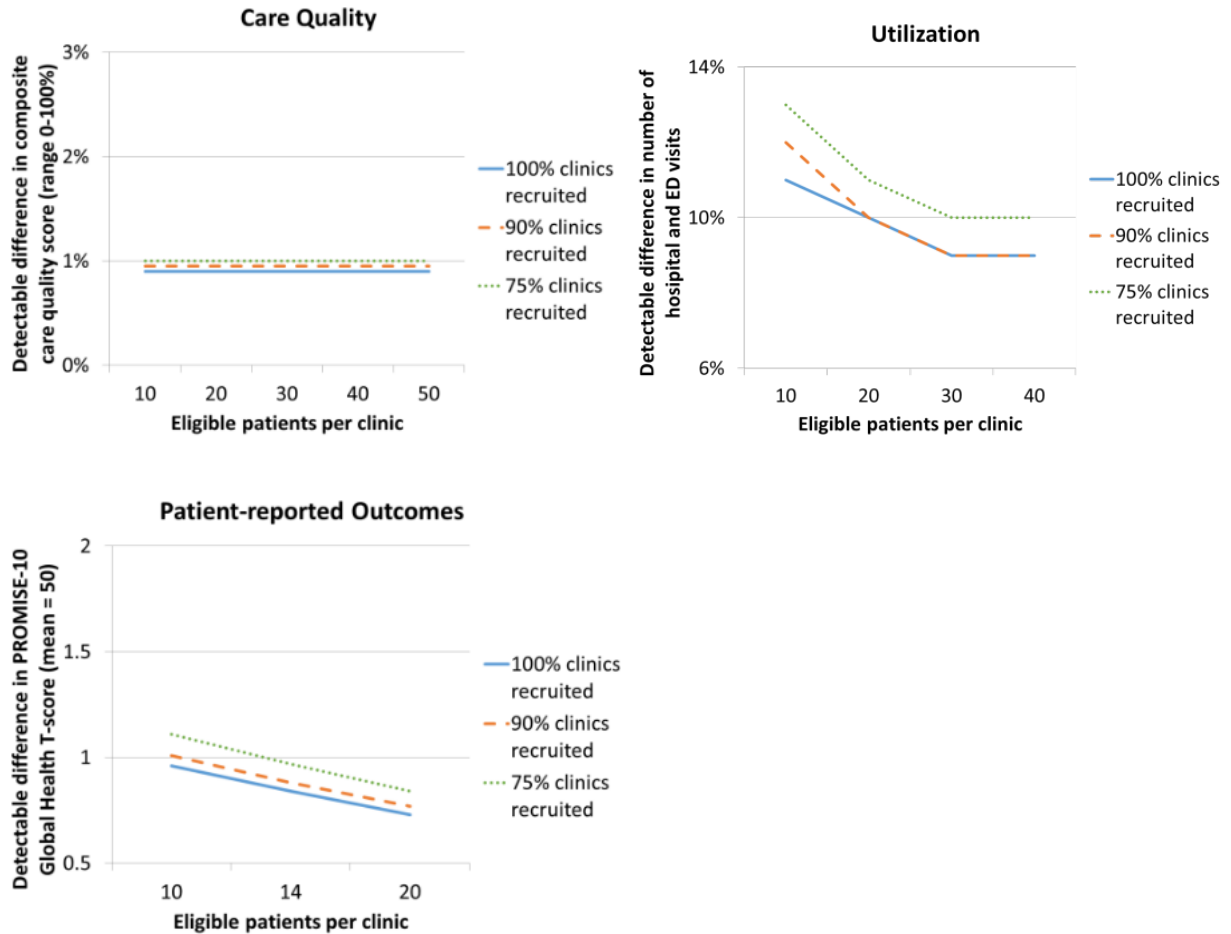 Care Quality
Detectable difference in composite
care quality score (range 0-100%)
3%
2%
1%
0%
10 20 30 40 50
Eligible patients per clinic
100% clinics
recruited
90% clinics
recruited
75% clinics
recruited
Utilization
Detectable difference in number of
hosipital and ED visits
14%
10%
6%
10 20 30 40
Eligible patients per clinic
100% clinics
recruited
90% clinics
recruited
75% clinics
recruited
Patient-reported Outcomes
Detectable difference in PROMISE-10
Global Health T-score (mean = 50)
2
1.5
1
0.5
10 14 20
Eligible patients per clinic
100% clinics
recruited
90% clinics
recruited
75% clinics
recruited